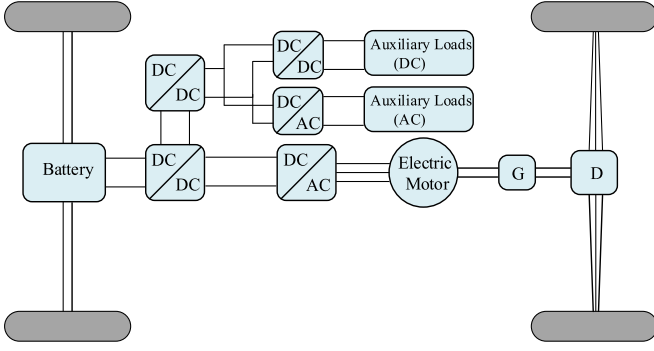 DC
DC
Auxiliary Loads
(DC)
DC
DC
DC
AC
Auxiliary Loads
(AC)
Battery
DC
DC
DC
AC
Electric
Motor
G
D